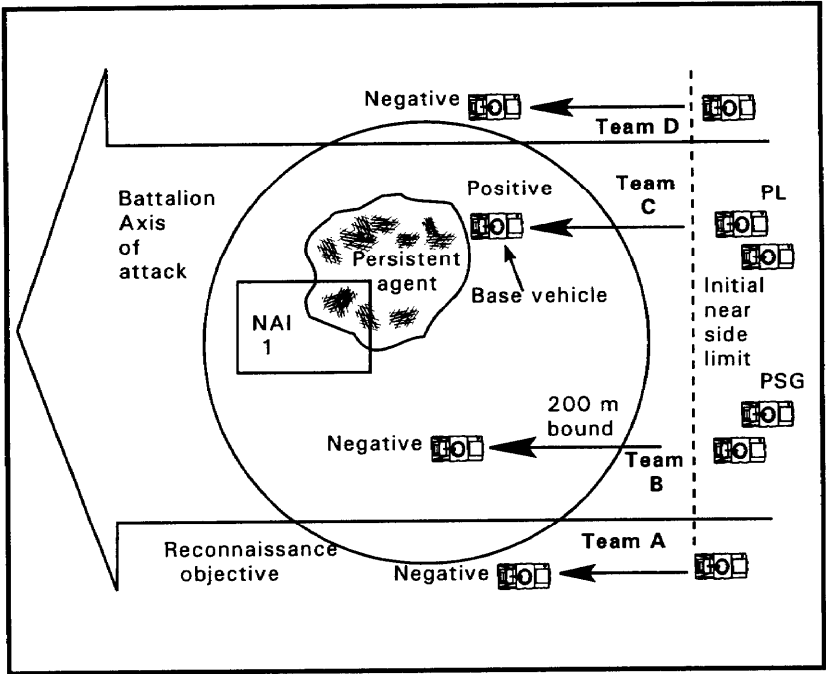 Negative
Team D
Battalion
Axis
of
attack
Positive
Team
C
PL
Persistent
agent
Base vehicle
Initial
near
side
limit
NAI
1
PSG
200 m
bound
Negative
Team
B
Reconnaissance
objective
Team A
Negative